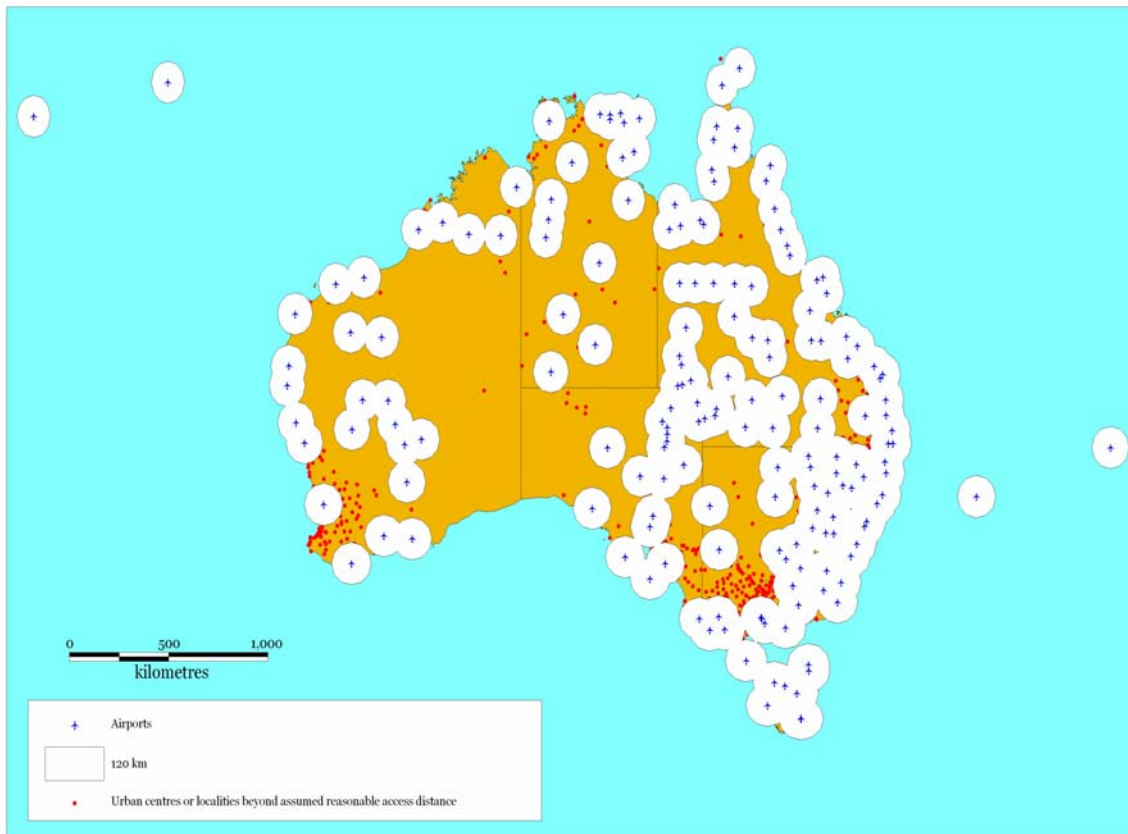 0 500 1,000
kilometres
Airports
120 km
Urban centres or localities beyond assumed reasonable access distance